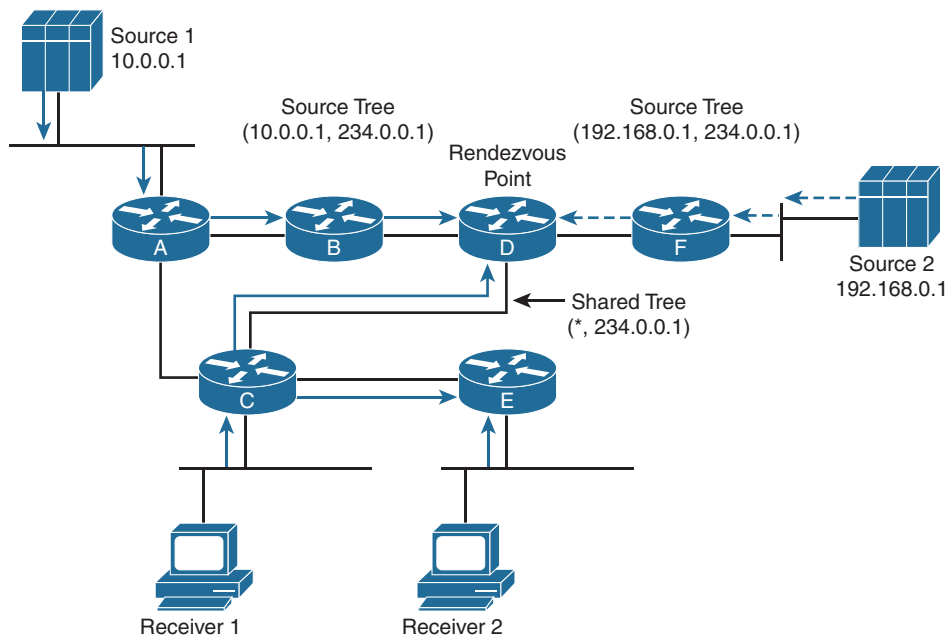 Source 1
10.0.0.1
Source Tree
(10.0.0.1, 234.0.0.1)
Source Tree
(192.168.0.1, 234.0.0.1)
Rendezvous
Point
A
B
D
F
Source 2
192.168.0.1
Shared Tree
(*, 234.0.0.1)
C
E
Receiver 1
Receiver 2